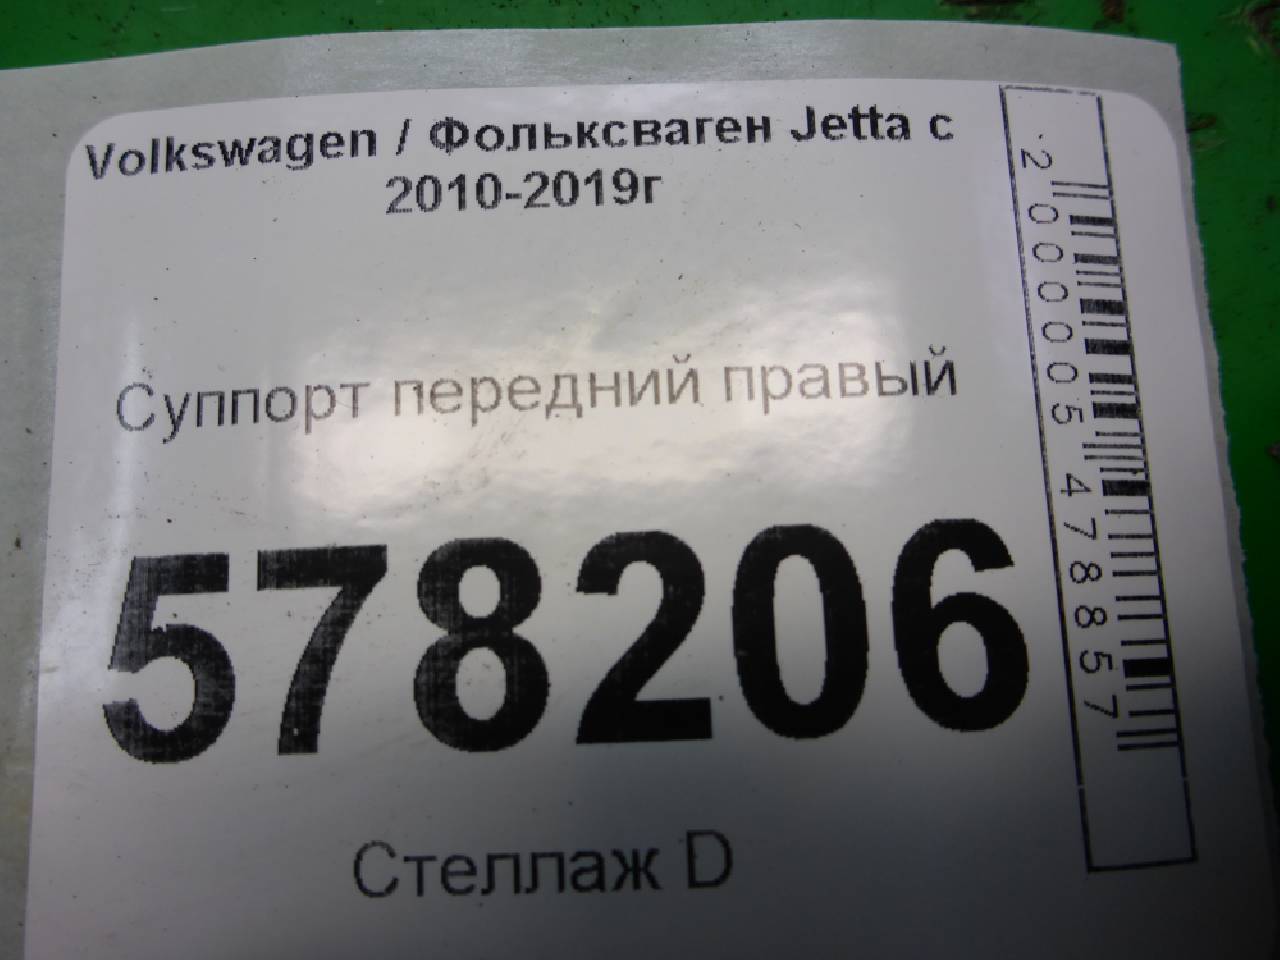 Volkswagen / Фольксваген Jetta с
2010-2019г
Суппорт передний правый
578206
Стеллаж D
2000005478857